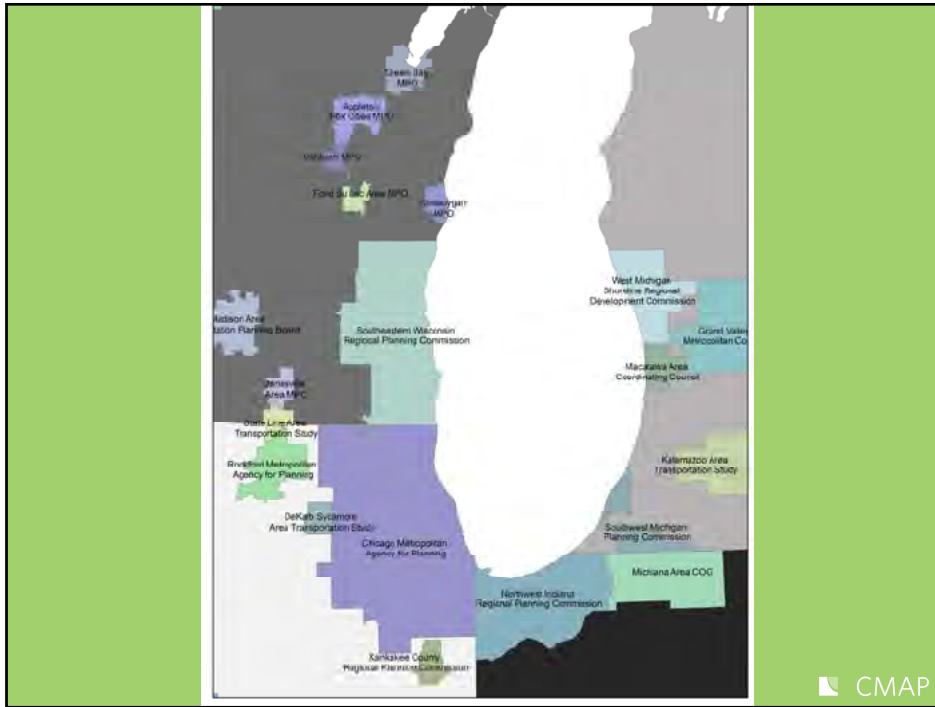 Green Bay
MPO
Appleton
Fox Cities MPO
Oshkosh MPO
Fond du lac Area MPO
Sheboygan
MPO
Madison Area
tation Planning Board
Southeastern Wisconsin
Regional Planning Commission
West Michigan
Shoreline Regional
Development Commission
Grand Valley
Metropolitan Co
Macatawa Area
Coordinating Council
Janesville
Area MPO
State Line Area
Transportation Study
Rockford Metropolitan
Agency for Planning
Kalamazoo Area
Transportation Study
DeKalb Sycamore
Area Transportation Study
Chicago Metropolitan
Agency for Planning
Southwest Michigan
Planning Commission
Michiana Area COG
Northwest Indiana
Regional Planning Commission
Kankakee County
Regional Planning Commission
CMAP